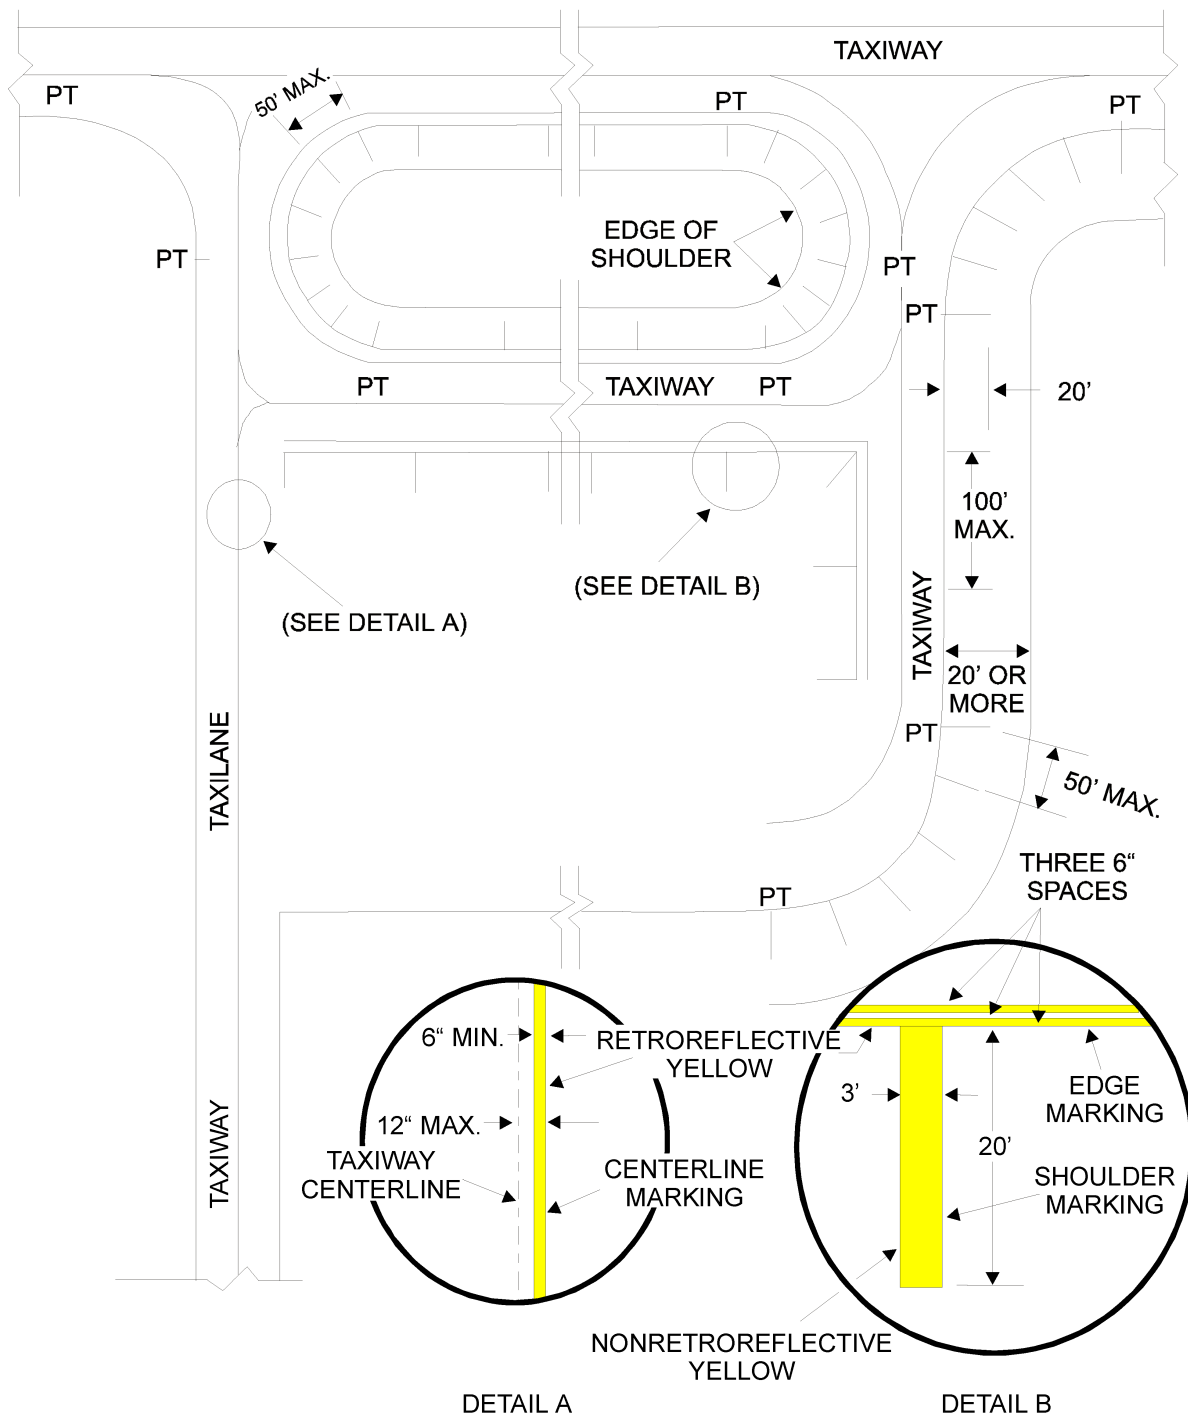 TAXIWAY
PT
50’ MAX.
PT
PT
EDGE OF
SHOULDER
PT
PT
PT
PT
TAXIWAY
PT
20’
100’
MAX.
(SEE DETAIL B)
(SEE DETAIL A)
TAXIWAY
20’ OR
MORE
TAXILANE
PT
50’ MAX.
THREE 6“
SPACES
PT
6“ MIN.
RETROREFLECTIVE
YELLOW
3’
EDGE
MARKING
12“ MAX.
TAXIWAY
TAXIWAY
CENTERLINE
CENTERLINE
MARKING
20’
SHOULDER
MARKING
NONRETROREFLECTIVE
YELLOW
DETAIL A
DETAIL B